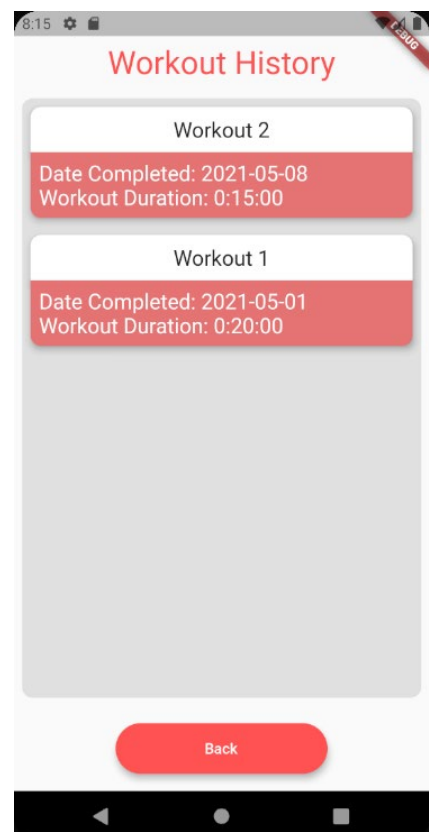 8:15
DEBUG
Workout History
Workout 2
Date Completed: 2021-05-08
Workout Duration: 0:15:00
Workout 1
Date Completed: 2021-05-01
Workout Duration: 0:20:00
Back